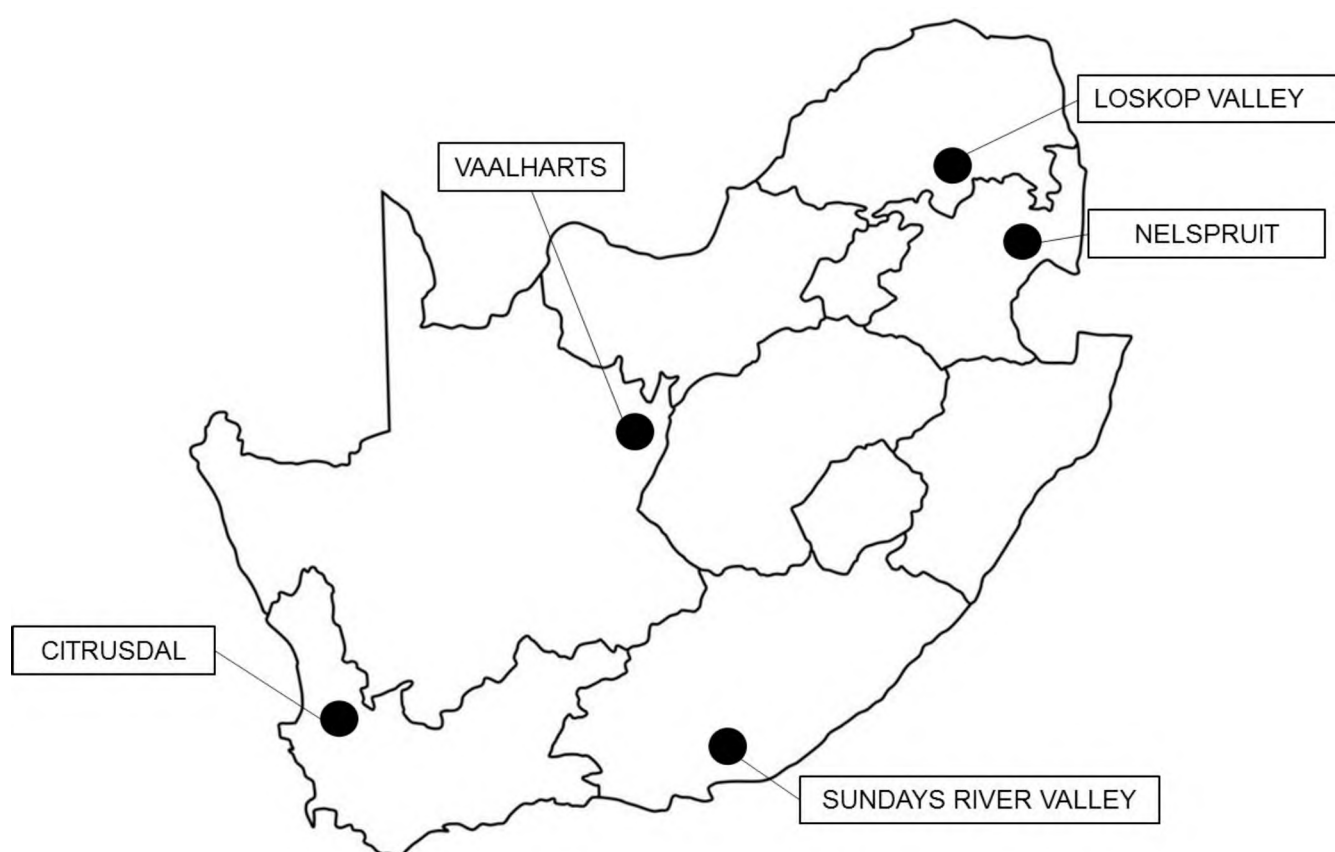 LOSKOP VALLEY
VAALHARTS
NELSPRUIT
CITRUSDAL
SUNDAYS RIVER VALLEY